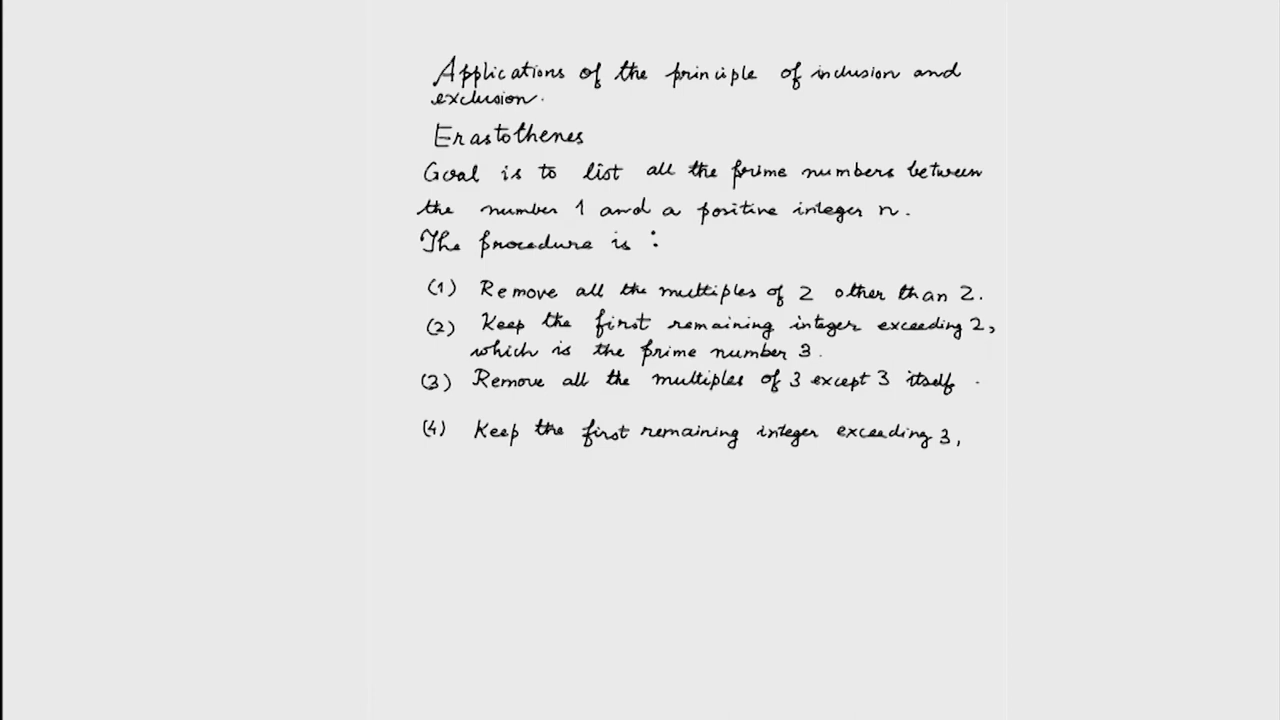 Applications of the principle of inclusion and
exclusion.
Erastothenes
Goal is to list all the prime numbers between
the number 1 and a positive integer n.
The procedure is :
(1) Remove all the multiples of 2 other than 2.
(2) Keep the first remaining integer exceeding 2,
which is the prime number 3.
(3) Remove all the multiples of 3 except 3 itself.
(4) Keep the first remaining integer exceeding 3,